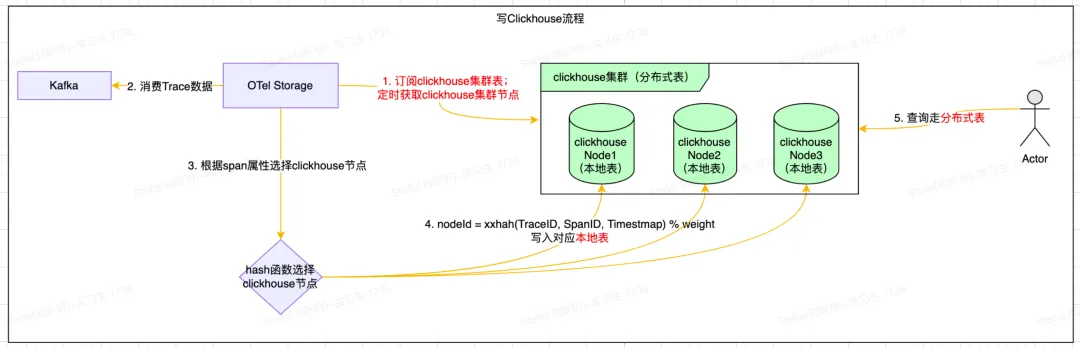 写Clickhouse流程
Kafka
2. 消费Trace数据
OTel Storage
1. 订阅clickhouse集群表；
定时获取clickhouse集群节点
clickhouse集群（分布式表）
clickhouse
Node1
（本地表）
clickhouse
Node2
（本地表）
clickhouse
Node3
（本地表）
5. 查询走分布式表
Actor
3. 根据span属性选择clickhouse节点
4. nodeId = xxhah(TraceID, SpanID, Timestmap) % weight
写入对应本地表
hash函数选择
clickhouse节点